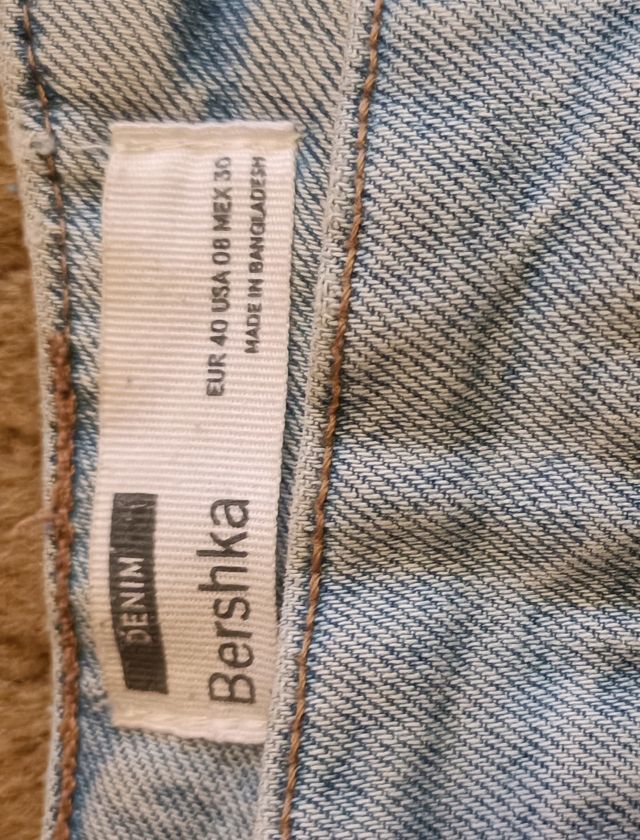 DENIM
Bershka
EUR 40 USA 08 MEX 30
MADE IN BANGLADESH